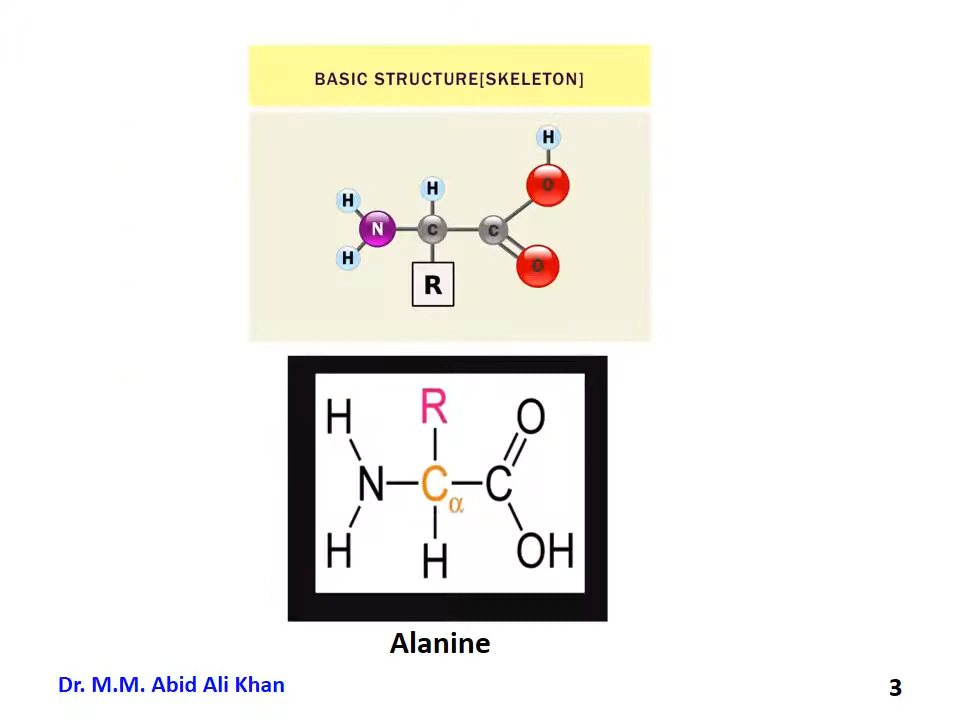 BASIC STRUCTURE[SKELETON]
H
H H O
N C C
H O
R
H R O
N C C
α
H H OH
Alanine
Dr. M.M. Abid Ali Khan 3